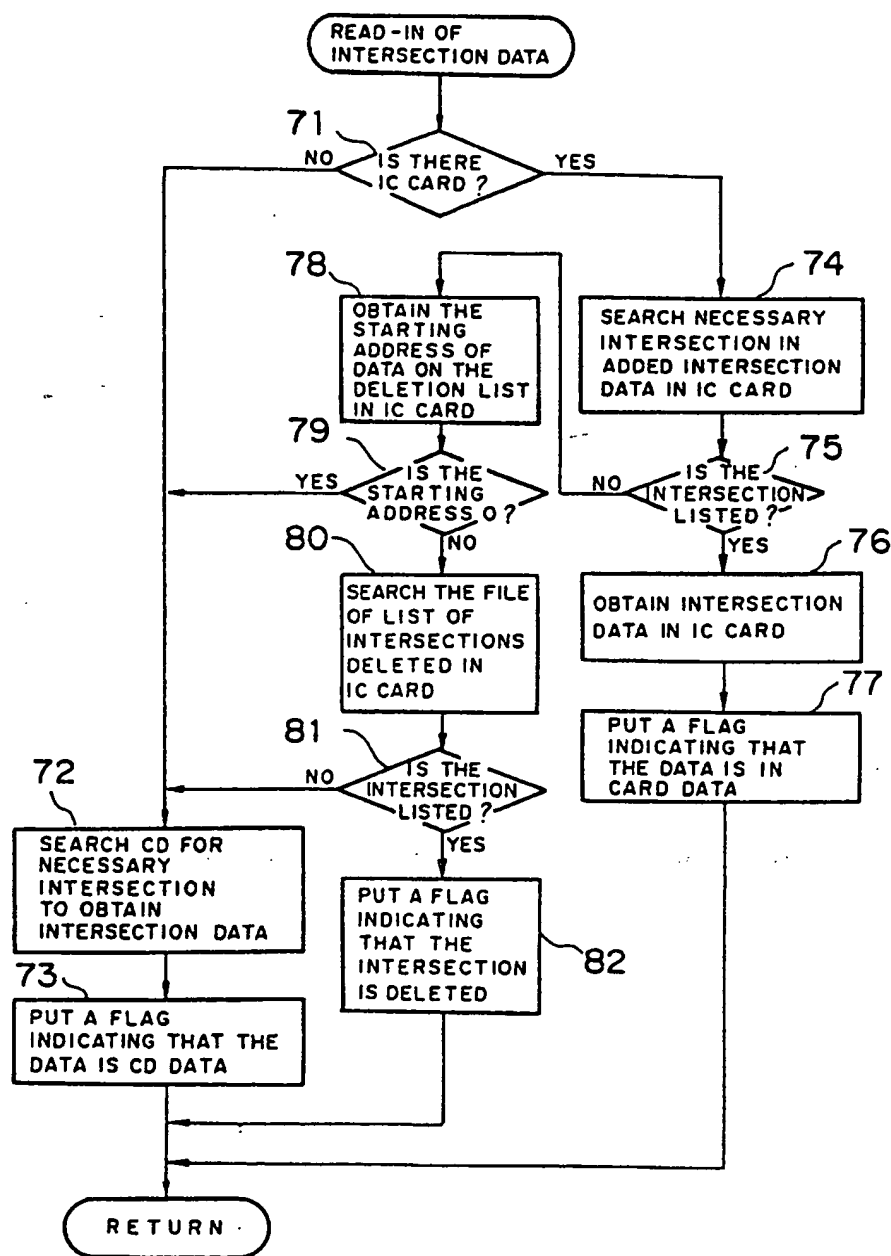 READ-IN OF
INTERSECTION DATA
71
IS THERE
IC CARD?
NO
YES
78
OBTAIN THE
STARTING
ADDRESS OF
DATA ON THE
DELETION LIST
IN IC CARD
74
SEARCH NECESSARY
INTERSECTION IN
ADDED INTERSECTION
DATA IN IC CARD
79
IS THE
STARTING
ADDRESS O?
YES
NO
75
IS THE
INTERSECTION
LISTED?
NO
YES
80
SEARCH THE FILE
OF LIST OF
INTERSECTIONS
DELETED IN
IC CARD
76
OBTAIN INTERSECTION
DATA IN IC CARD
77
PUT A FLAG
INDICATING THAT
THE DATA IS IN
CARD DATA
81
IS THE
INTERSECTION
LISTED?
NO
YES
72
SEARCH CD FOR
NECESSARY
INTERSECTION
TO OBTAIN
INTERSECTION DATA
82
PUT A FLAG
INDICATING
THAT THE
INTERSECTION
IS DELETED
73
PUT A FLAG
INDICATING THAT THE
DATA IS CD DATA
RETURN